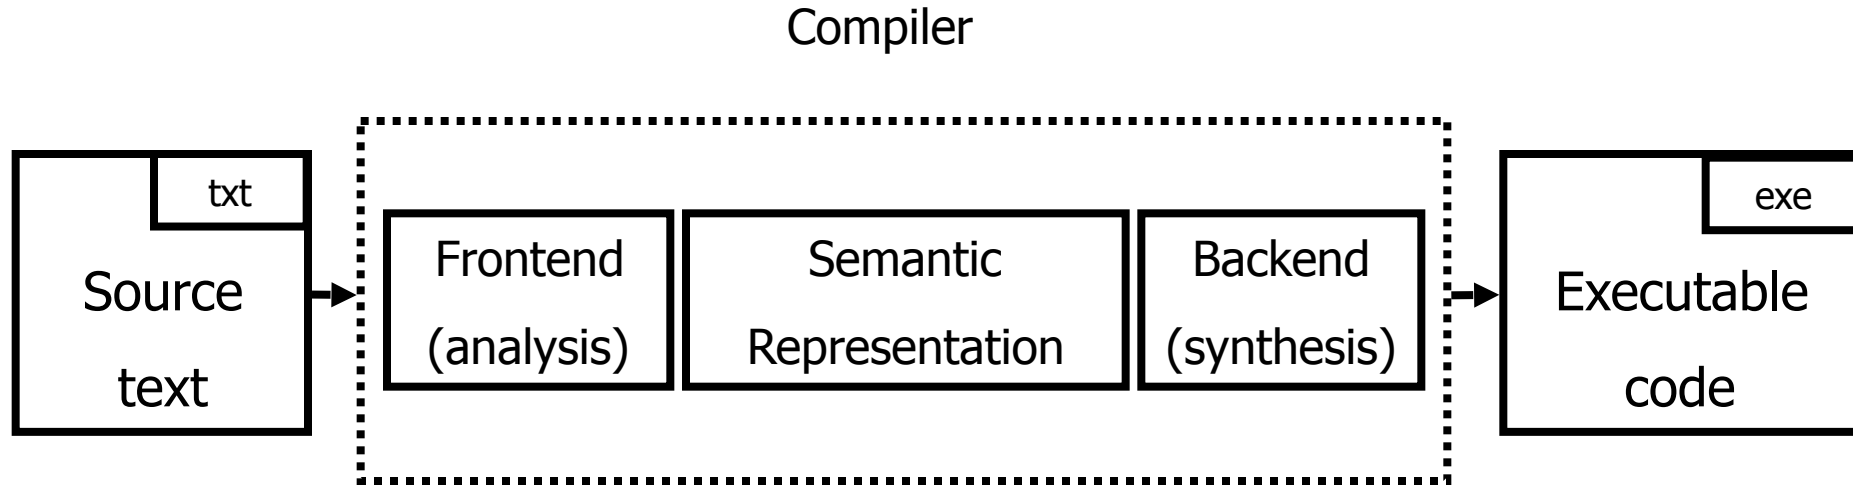 Compiler
txt
Source
text
Frontend
(analysis)
Semantic
Representation
Backend
(synthesis)
exe
Executable
code